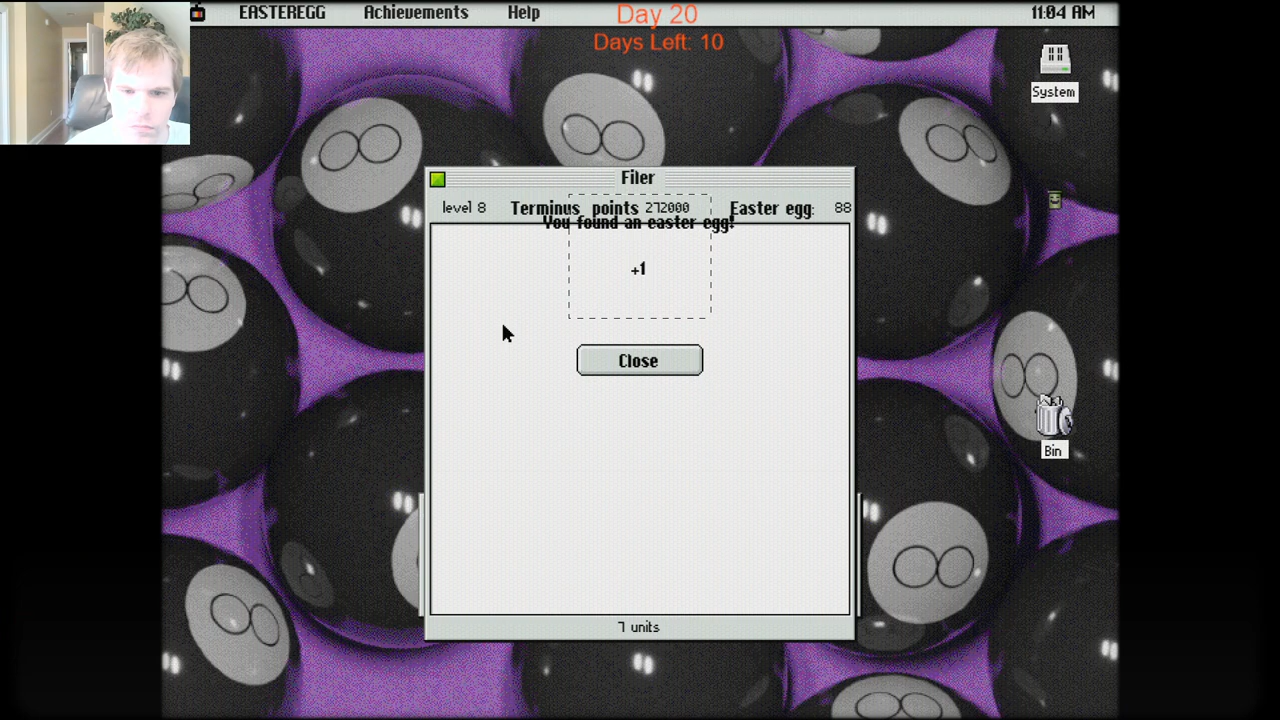 EASTEREGG Achievements Help 11:04 AM
Day 20
Days Left: 10
System
Filer
level 8 Terminus points 272000 Easter egg: 88
You found an easter egg!
+1
Close
Bin
7 units